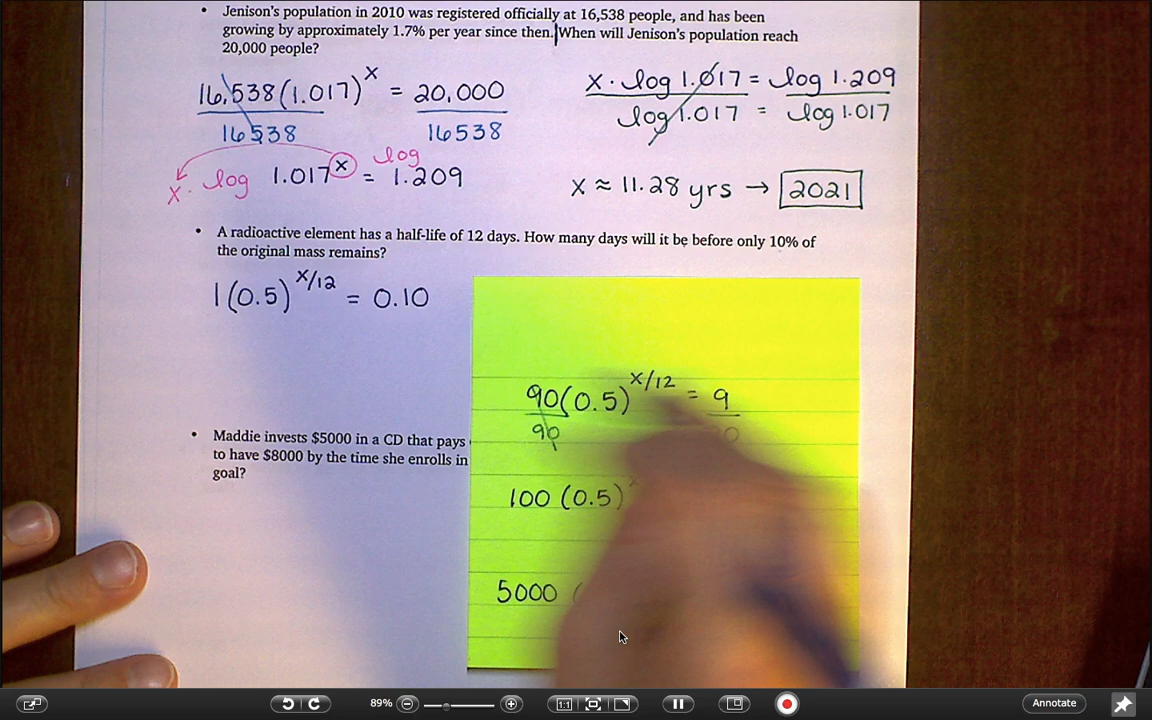 • Jenison's population in 2010 was registered officially at 16,538 people, and has been
growing by approximately 1.7% per year since then. When will Jenison's population reach
20,000 people?
16,538(1.017)^x = 20,000
16538 16538
x · log 1.017^x = log 1.209
x · log 1.017 = log 1.209
log 1.017 = log 1.017
x ≈ 11.28 yrs → 2021
• A radioactive element has a half-life of 12 days. How many days will it be before only 10% of
the original mass remains?
1(0.5)^x/12 = 0.10
90(0.5)^x/12 = 9
90
100 (0.5)
5000 (
• Maddie invests $5000 in a CD that pays
to have $8000 by the time she enrolls in
goal?
89%
1:1
Annotate